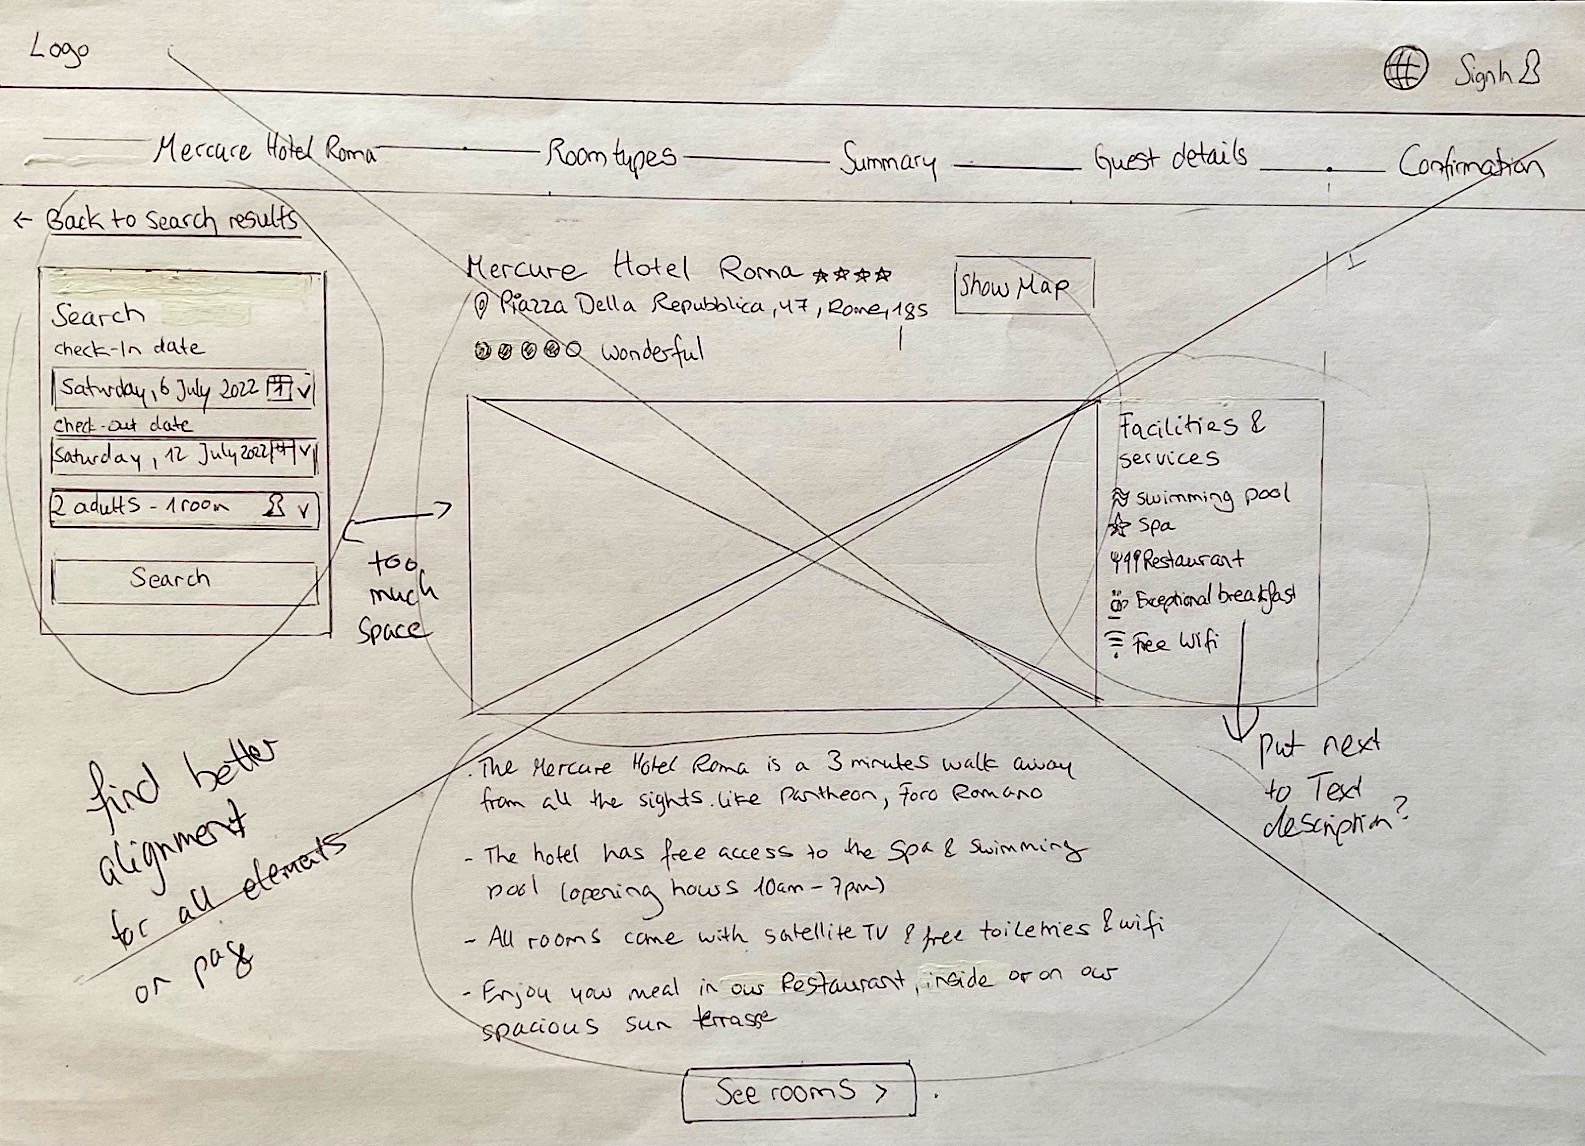 Logo
SignIn
Mercure Hotel Roma
Room types
Summary
Guest details
Confirmation
← Back to search results
Search
check-In date
Saturday, 6 July 2022
check-out date
Saturday, 12 July 2022
2 adults - 1 room
Search
Mercure Hotel Roma ☆☆☆☆
Piazza Della Repubblica, 47, Rome, 185
wonderful
Show Map
too
much
space
Facilities &
services
swimming pool
Spa
Restaurant
Exceptional breakfast
Free Wifi
put next
to Text
description?
find better
alignment
for all elements
on page
- The Mercure Hotel Roma is a 3 minutes walk away
from all the sights. like Pantheon, Foro Romano
- The hotel has free access to the Spa & Swimming
pool (opening hours 10am - 7pm)
- All rooms come with satellite TV & free toiletries & wifi
- Enjoy your meal in our Restaurant, inside or on our
spacious sun terrasse
See rooms >